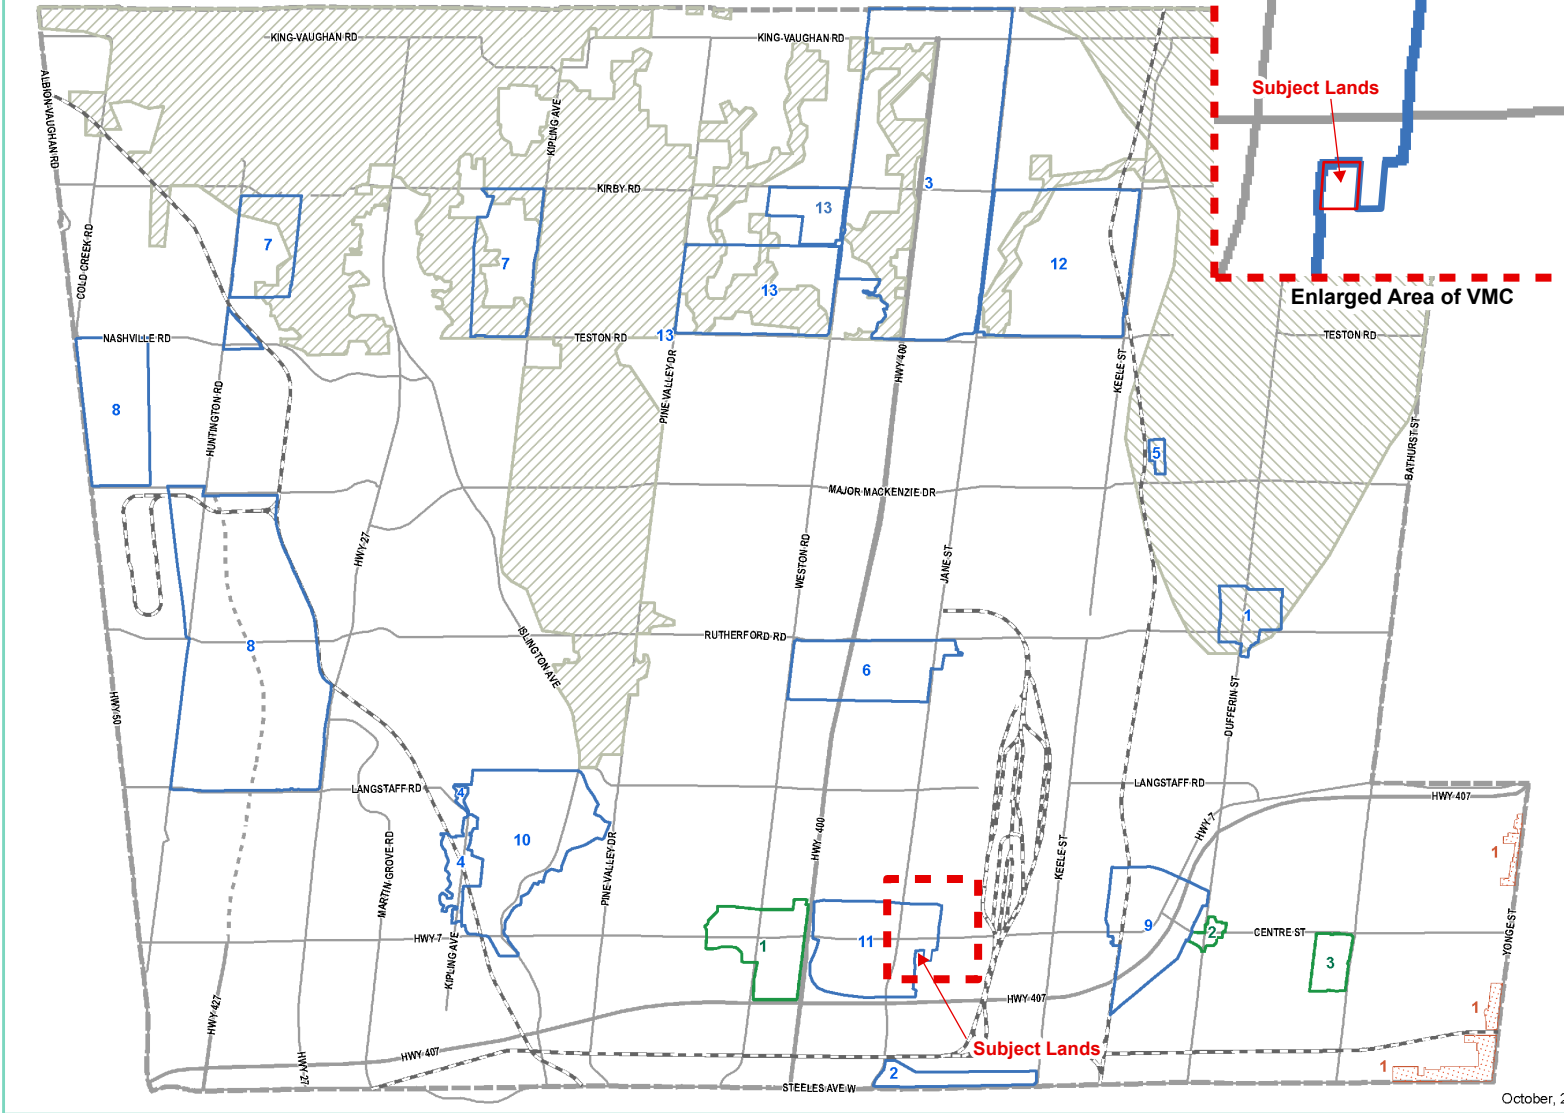 KING-VAUGHAN RD
KING-VAUGHAN RD
ALBION-VAUGHAN RD
KIPLING AVE
Subject Lands
3
KIRBY RD
13
COLD CREEK RD
7
7
12
13
Enlarged Area of VMC
NASHVILLE RD
TESTON RD
13
TESTON RD
PINE VALLEY DR
HWY 400
KEELE ST
8
HUNTINGTON RD
BATHURST ST
5
MAJOR MACKENZIE DR
HWY 27
WESTON RD
JANE ST
1
RUTHERFORD RD
8
ISLINGTON AVE
6
HWY 50
DUFFERIN ST
LANGSTAFF RD
4
LANGSTAFF RD
HWY 407
HWY 7
10
HWY 400
4
MARTIN GROVE RD
PINE VALLEY DR
KEELE ST
1
9
HWY 7
1
11
2
CENTRE ST
YONGE ST
3
KIPLING AVE
HWY 427
HWY 407
1
HWY 407
Subject Lands
HWY 27
2
1
STEELES AVE W
October,